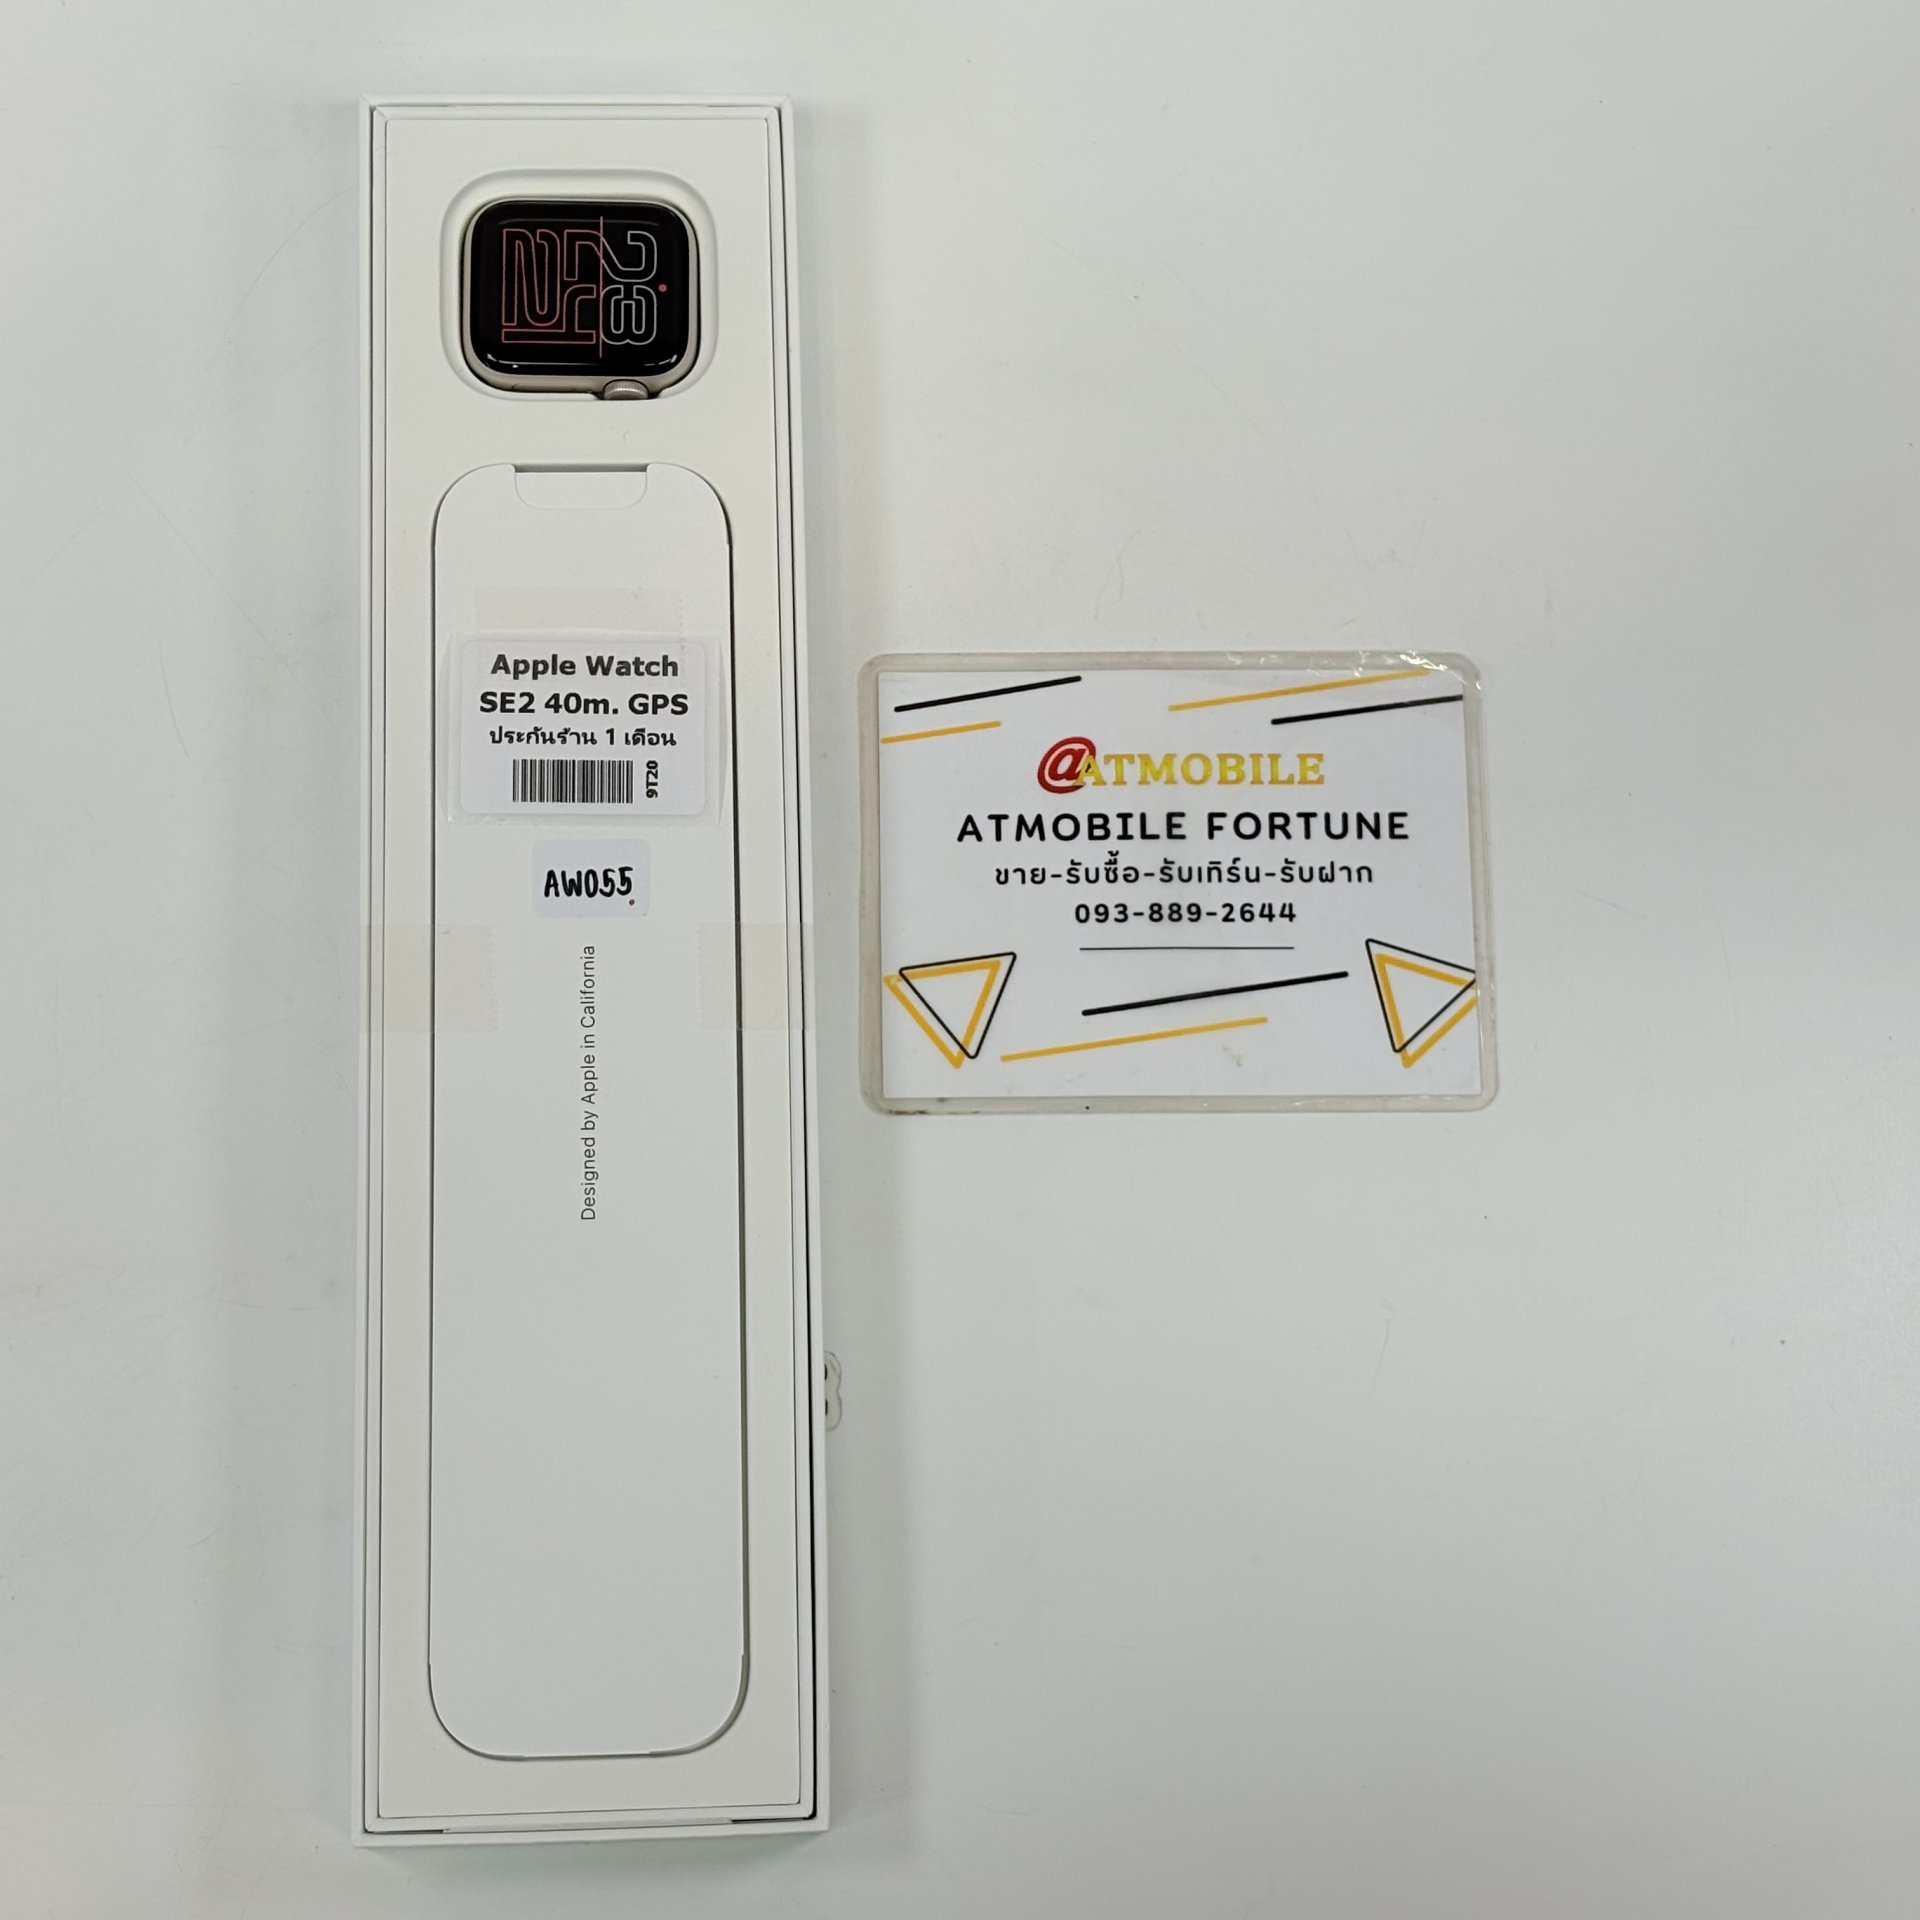 Apple Watch
SE2 40m. GPS
ประกันร้าน 1 เดือน
9T20
AW055
Designed by Apple in California
@ATMOBILE
ATMOBILE FORTUNE
ขาย-รับซื้อ-รับเทิร์น-รับฝาก
093-889-2644